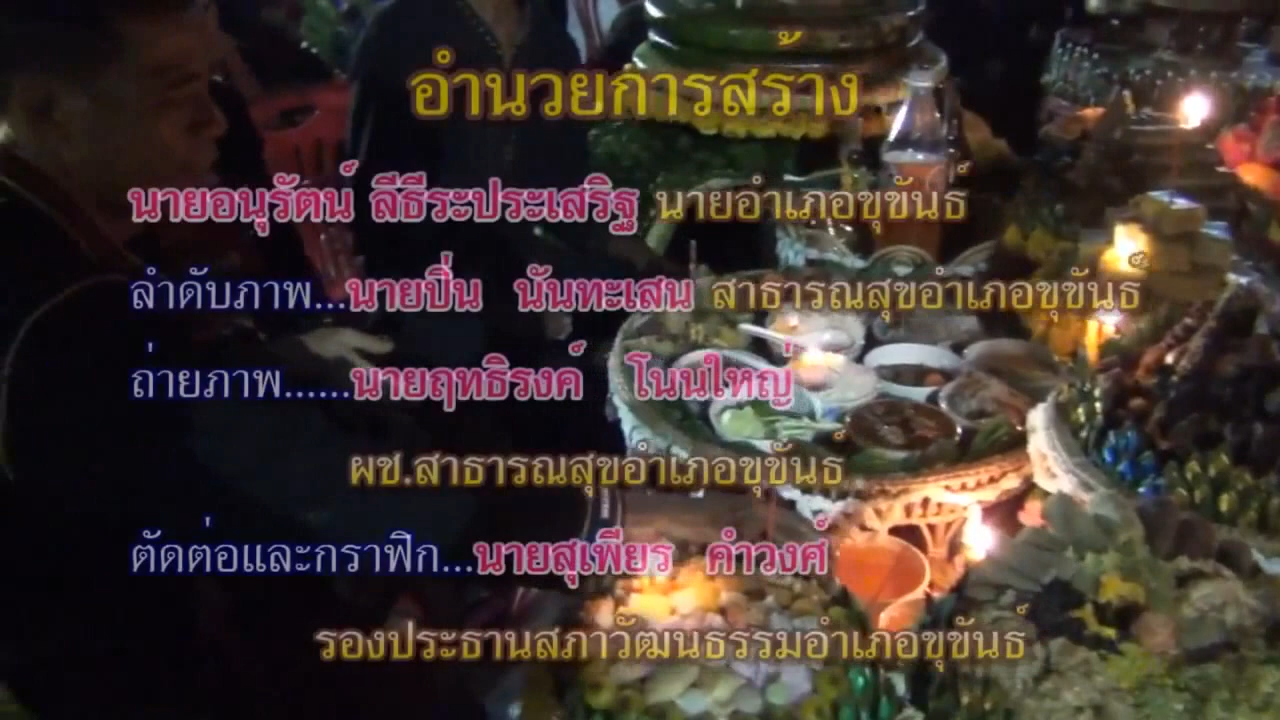 อำนวยการสร้าง
นายอนุรัตน์ ลีธีระประเสริฐ นายอำเภอขุขันธ์
ลำดับภาพ...นายปิ่น นันทะเสน สาธารณสุขอำเภอขุขันธ์
ถ่ายภาพ......นายฤทธิรงค์ โนนใหญ่
ผช.สาธารณสุขอำเภอขุขันธ์
ตัดต่อและกราฟิก...นายสุเพียร คำวงศ์
รองประธานสภาวัฒนธรรมอำเภอขุขันธ์